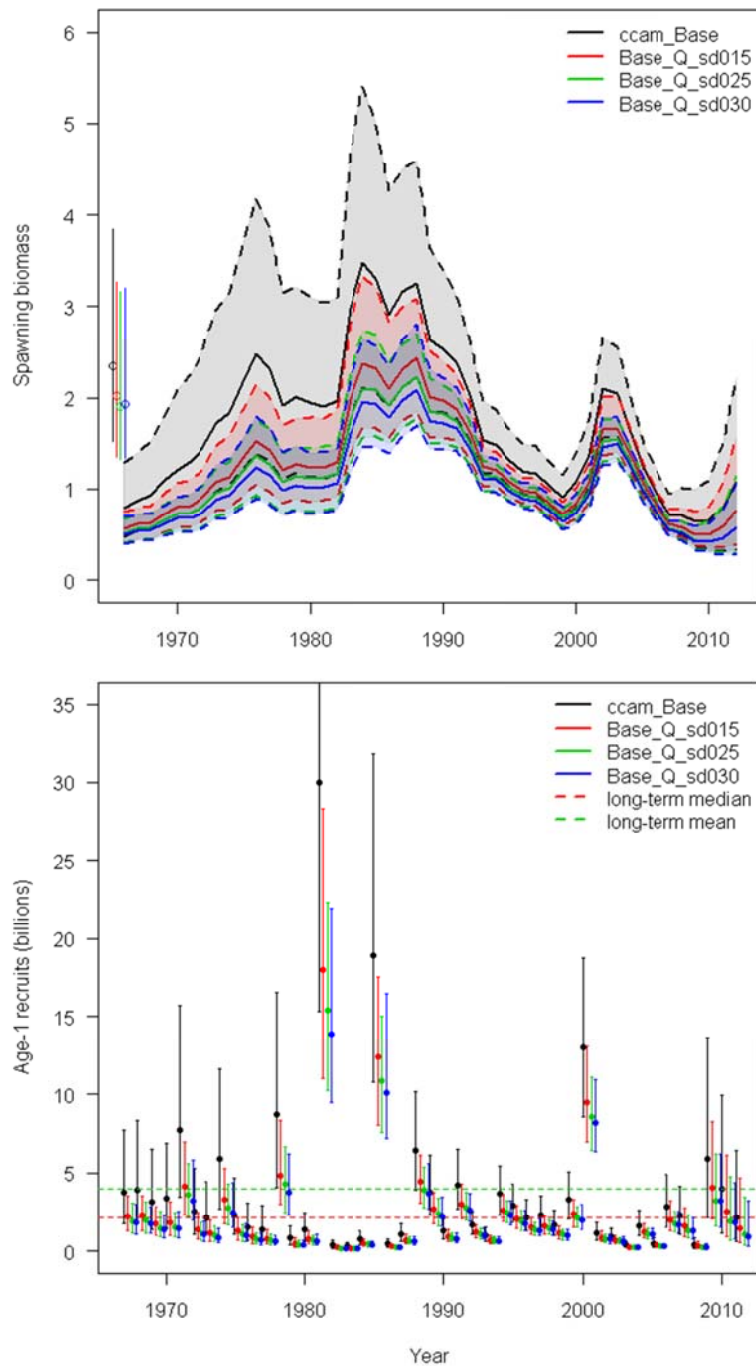 6
5
4
3
2
1
0
Spawning biomass
ccam_Base
Base_Q_sd015
Base_Q_sd025
Base_Q_sd030
1970 1980 1990 2000 2010
35
30
25
20
15
10
5
0
Age-1 recruits (billions)
ccam_Base
Base_Q_sd015
Base_Q_sd025
Base_Q_sd030
long-term median
long-term mean
1970 1980 1990 2000 2010
Year